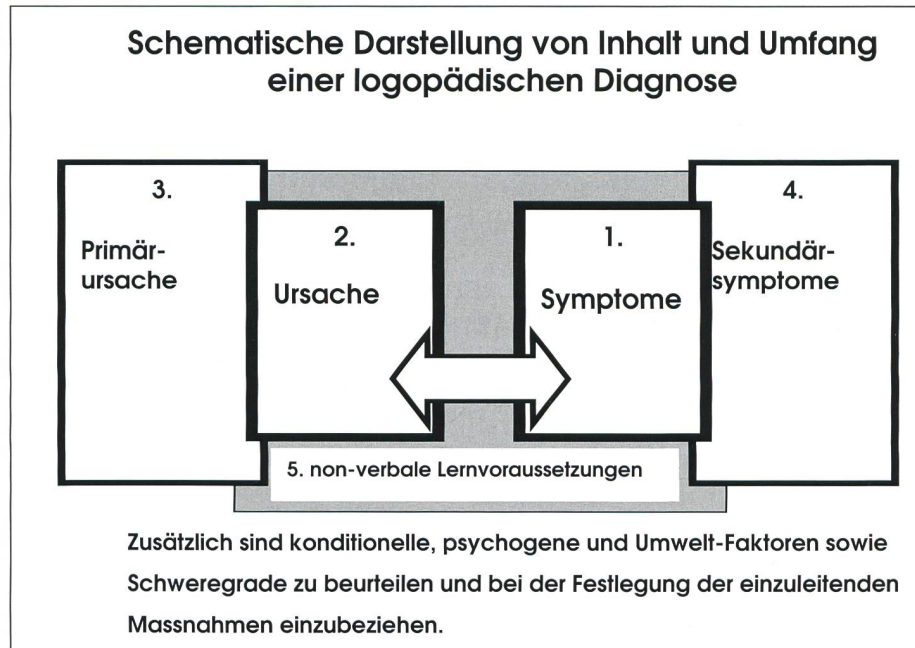 Schematische Darstellung von Inhalt und Umfang
einer logopädischen Diagnose
3.
Primär-
ursache
2.
Ursache
1.
Symptome
4.
Sekundär-
symptome
5. non-verbale Lernvoraussetzungen
Zusätzlich sind konditionelle, psychogene und Umwelt-Faktoren sowie
Schweregrade zu beurteilen und bei der Festlegung der einzuleitenden
Massnahmen einzubeziehen.